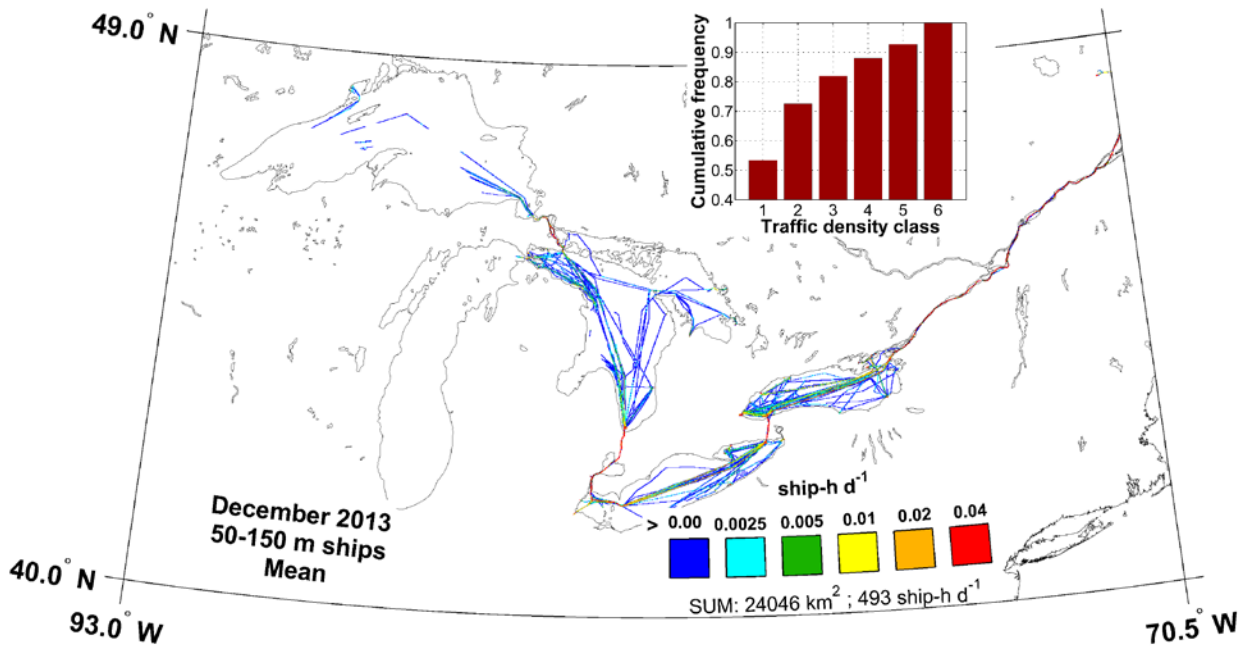 49.0° N
1
0.9
0.8
0.7
0.6
0.5
0.4
Cumulative frequency
1 2 3 4 5 6
Traffic density class
December 2013
50-150 m ships
Mean
ship-h d⁻¹
> 0.00 0.0025 0.005 0.01 0.02 0.04
SUM: 24046 km² ; 493 ship-h d⁻¹
40.0° N
93.0° W
70.5° W